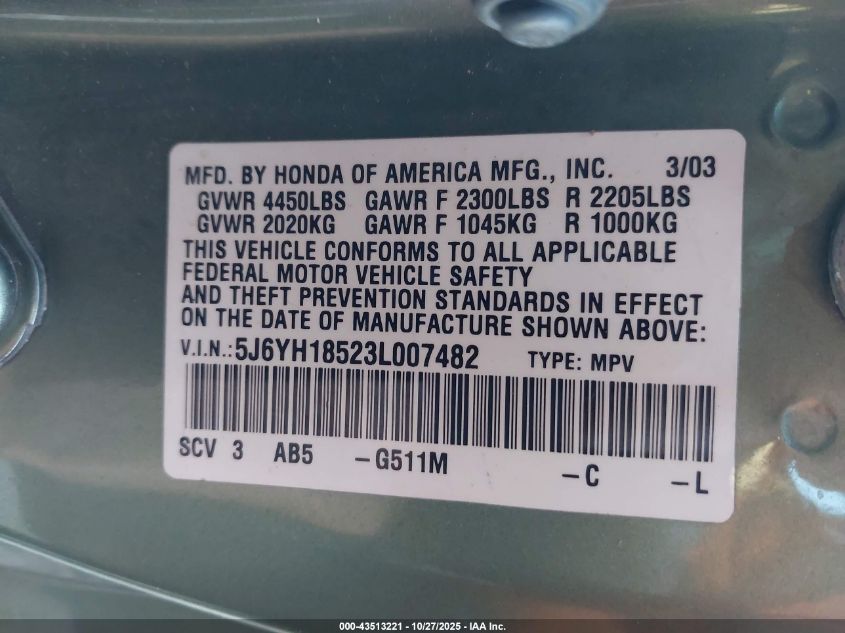 MFD. BY HONDA OF AMERICA MFG., INC. 3/03
GVWR 4450LBS GAWR F 2300LBS R 2205LBS
GVWR 2020KG GAWR F 1045KG R 1000KG
THIS VEHICLE CONFORMS TO ALL APPLICABLE
FEDERAL MOTOR VEHICLE SAFETY
AND THEFT PREVENTION STANDARDS IN EFFECT
ON THE DATE OF MANUFACTURE SHOWN ABOVE:
V.I.N.: 5J6YH18523L007482 TYPE: MPV
SCV 3 AB5 -G511M -C -L
000-43513221 | 10/27/2025 - IAA Inc.